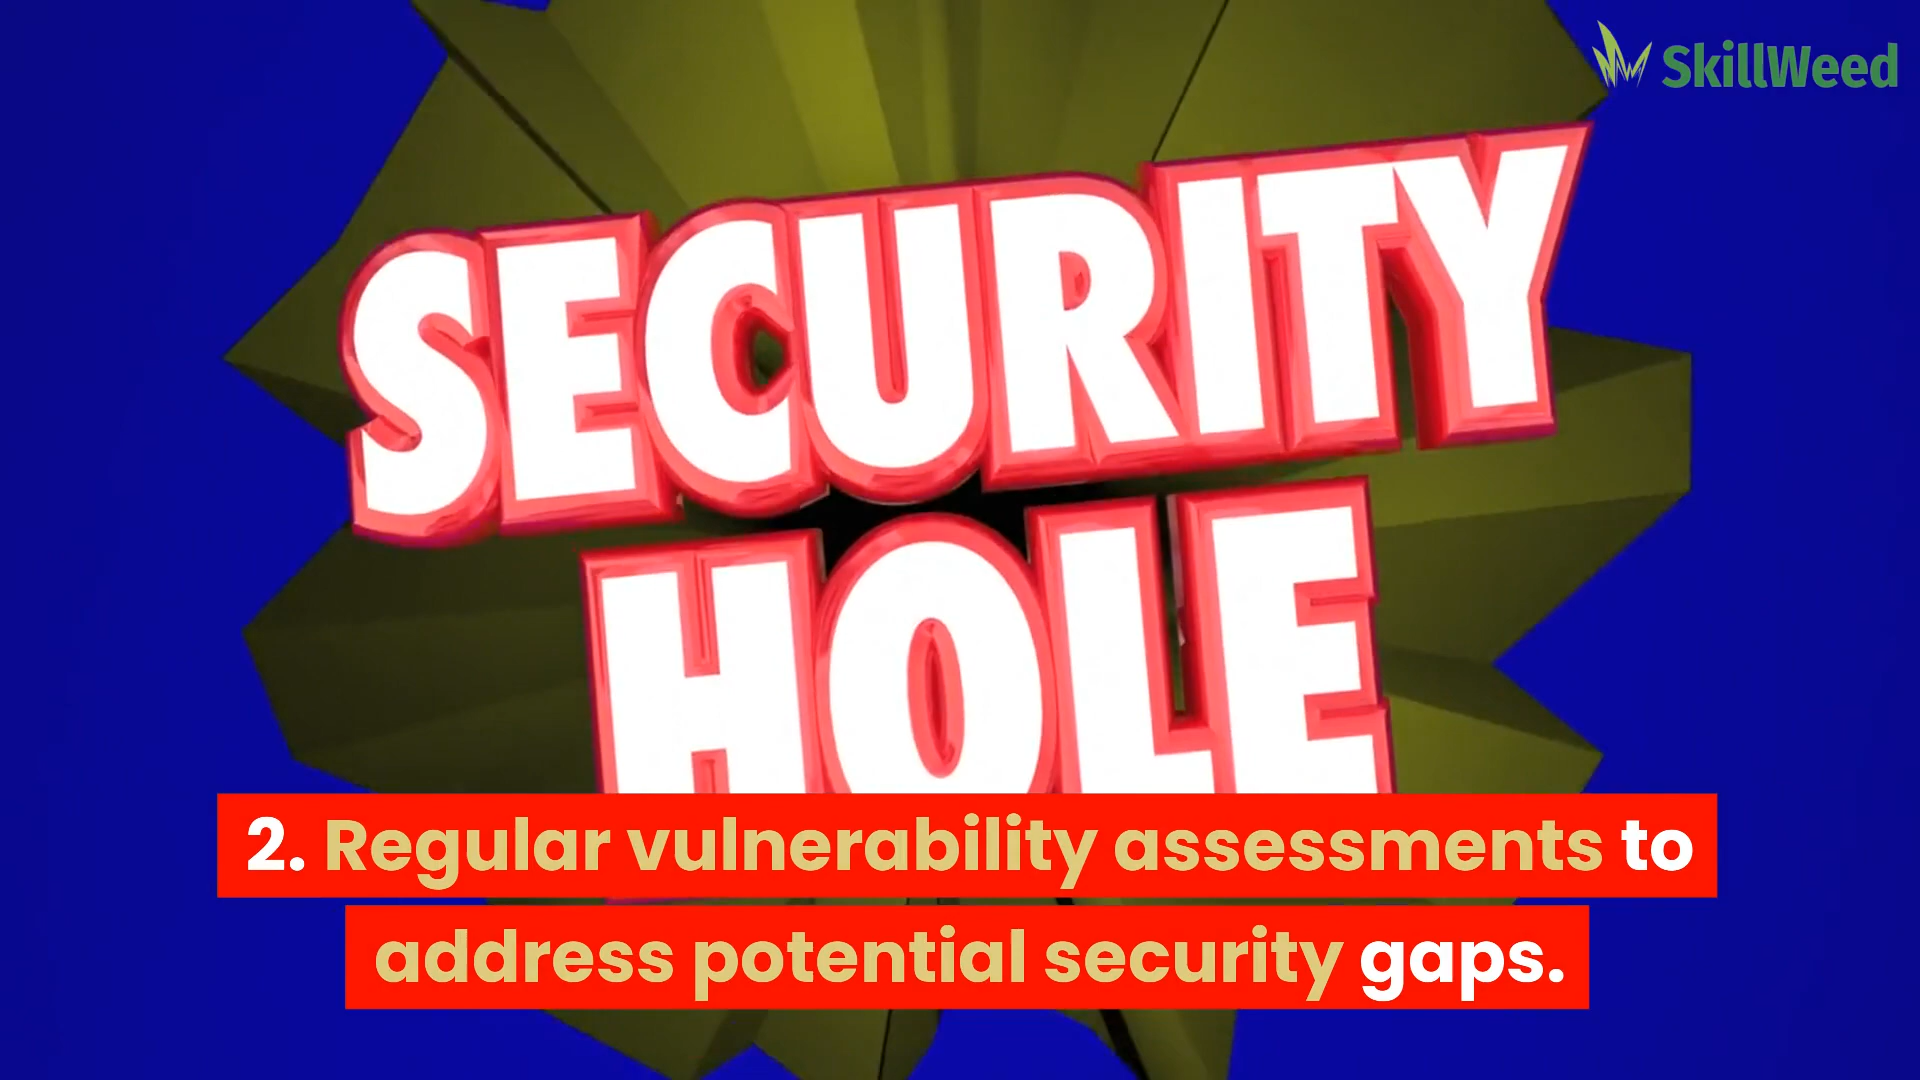 SkillWeed
SECURITY
HOLE
2. Regular vulnerability assessments to
address potential security gaps.